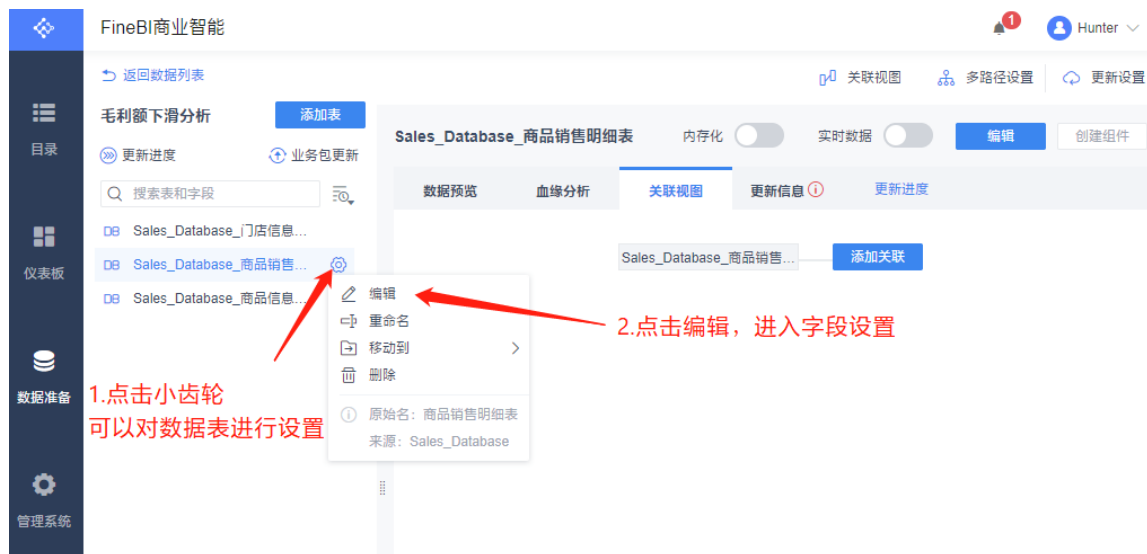 FineBI商业智能
1
Hunter
返回数据列表
关联视图
多路径设置
更新设置
目录
毛利额下滑分析
添加表
更新进度
业务包更新
搜索表和字段
Sales_Database_商品销售明细表
内存化
实时数据
编辑
创建组件
数据预览
血缘分析
关联视图
更新信息
更新进度
仪表板
DB Sales_Database_门店信息...
DB Sales_Database_商品销售...
DB Sales_Database_商品信息...
Sales_Database_商品销售...
添加关联
编辑
重命名
移动到
删除
原始名：商品销售明细表
来源：Sales_Database
2.点击编辑，进入字段设置
数据准备
1.点击小齿轮
可以对数据表进行设置
管理系统